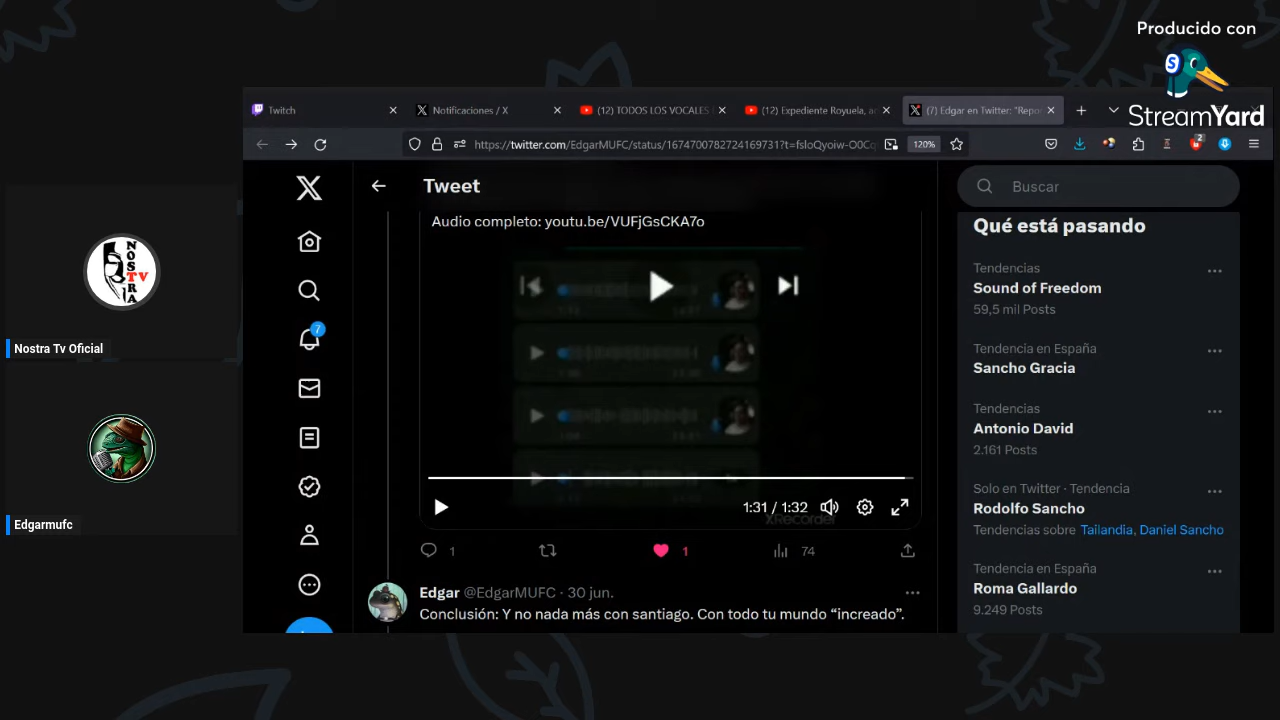 Producido con
StreamYard
Twitch
Notificaciones / X
(12) TODOS LOS VOCALES
(12) Expediente Royuela, a
(7) Edgar en Twitter: "Repo
https://twitter.com/EdgarMUFC/status/1674700782724169731?t=fsloQyoiw-O0Cq
120%
2
Tweet
Buscar
Audio completo: youtu.be/VUFjGsCKA7o
1:31 / 1:32
XRecorder
1
1
74
Edgar @EdgarMUFC · 30 jun.
Conclusión: Y no nada más con santiago. Con todo tu mundo “increado”.
7
Qué está pasando
Tendencias
Sound of Freedom
59,5 mil Posts
Tendencia en España
Sancho Gracia
Tendencias
Antonio David
2.161 Posts
Solo en Twitter · Tendencia
Rodolfo Sancho
Tendencias sobre Tailandia, Daniel Sancho
Tendencia en España
Roma Gallardo
9.249 Posts
NOSTRA
TV
Nostra Tv Oficial
Edgarmufc